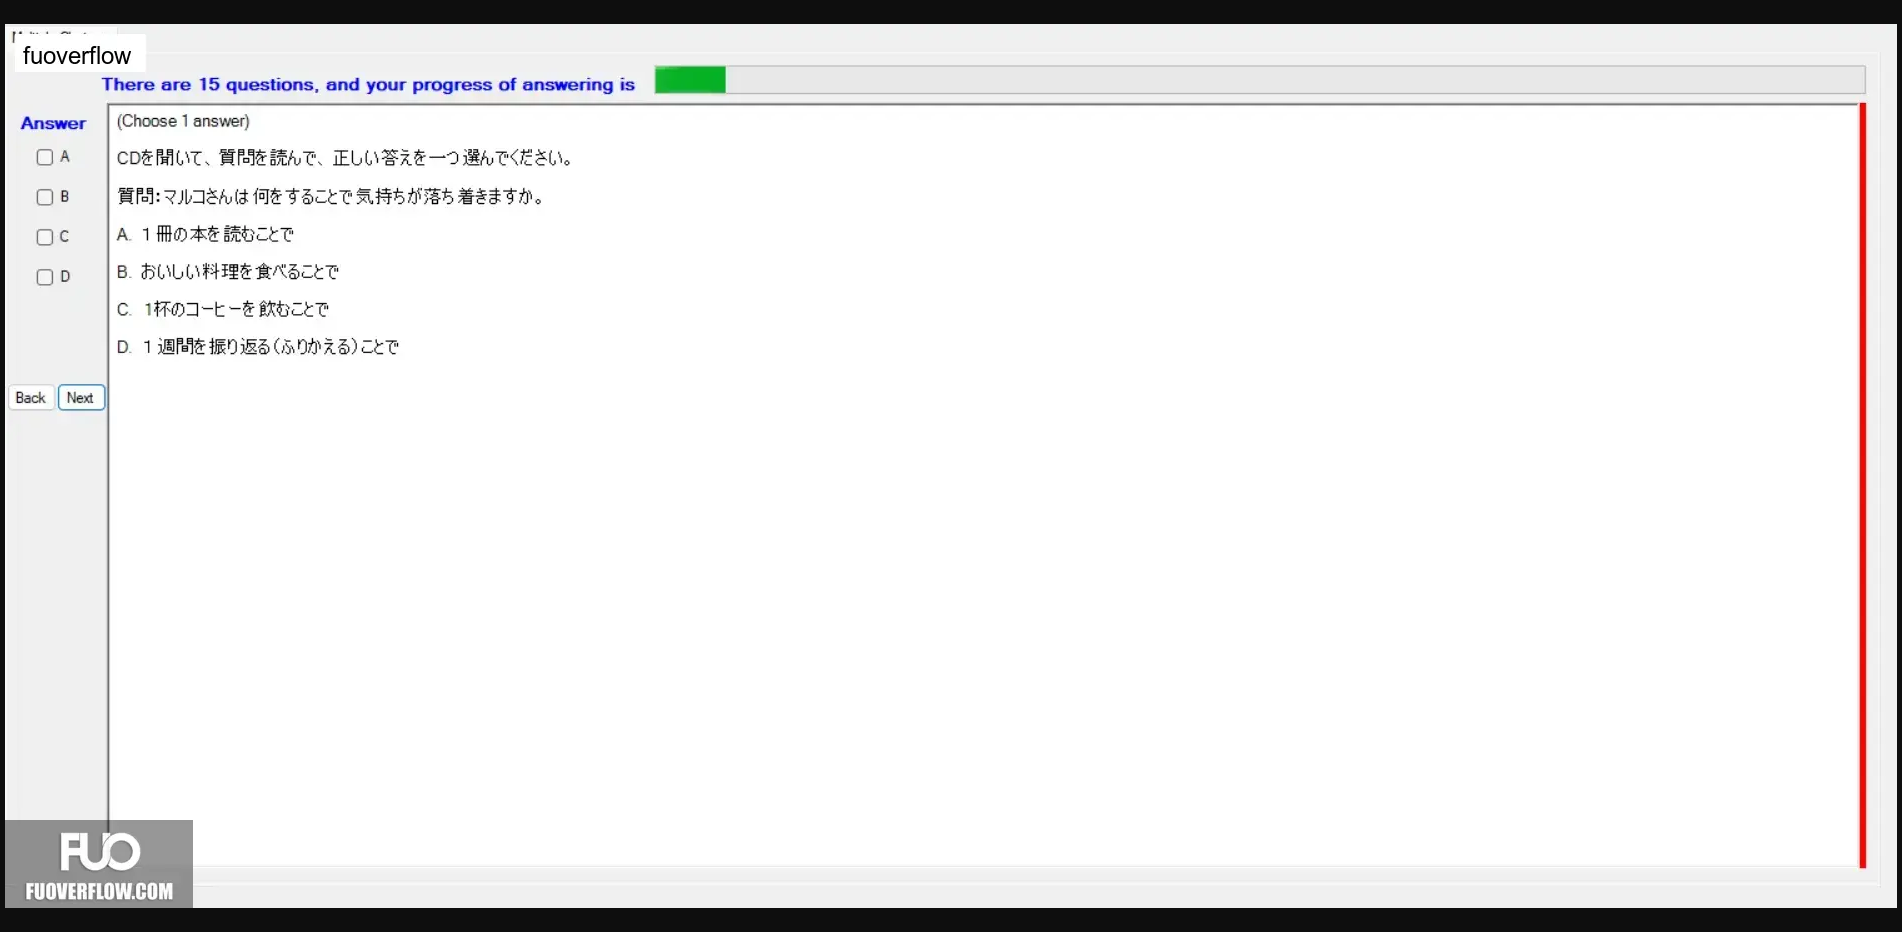 fuoverflow
There are 15 questions, and your progress of answering is
Answer
(Choose 1 answer)
A
CDを聞いて、質問を読んで、正しい答えを一つ選んでください。
B
質問：マルコさんは何をすることで気持ちが落ち着きますか。
C
A. 1冊の本を読むことで
D
B. おいしい料理を食べることで
C. 1杯のコーヒーを飲むことで
D. 1週間を振り返る（ふりかえる）ことで
Back Next
FUO
FUOVERFLOW.COM